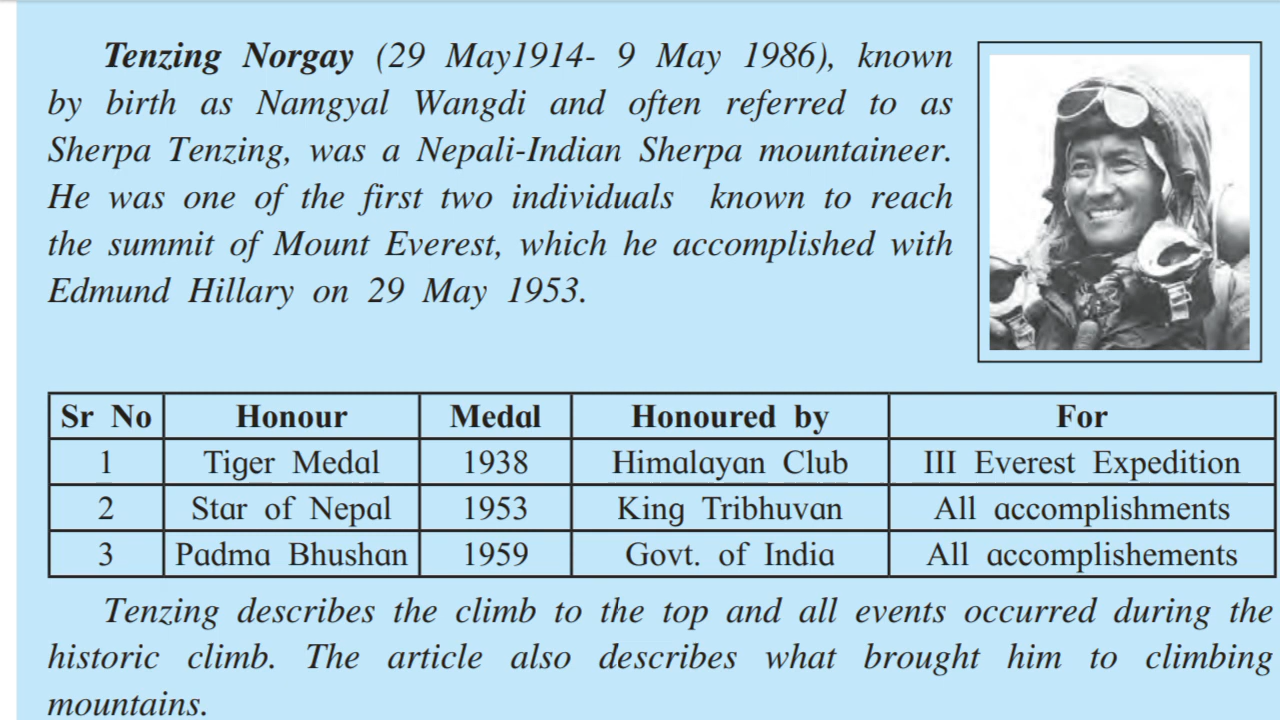 Tenzing Norgay (29 May1914- 9 May 1986), known
by birth as Namgyal Wangdi and often referred to as
Sherpa Tenzing, was a Nepali-Indian Sherpa mountaineer.
He was one of the first two individuals known to reach
the summit of Mount Everest, which he accomplished with
Edmund Hillary on 29 May 1953.
Sr No Honour Medal Honoured by For
1 Tiger Medal 1938 Himalayan Club III Everest Expedition
2 Star of Nepal 1953 King Tribhuvan All accomplishments
3 Padma Bhushan 1959 Govt. of India All accomplishements
Tenzing describes the climb to the top and all events occurred during the
historic climb. The article also describes what brought him to climbing
mountains.